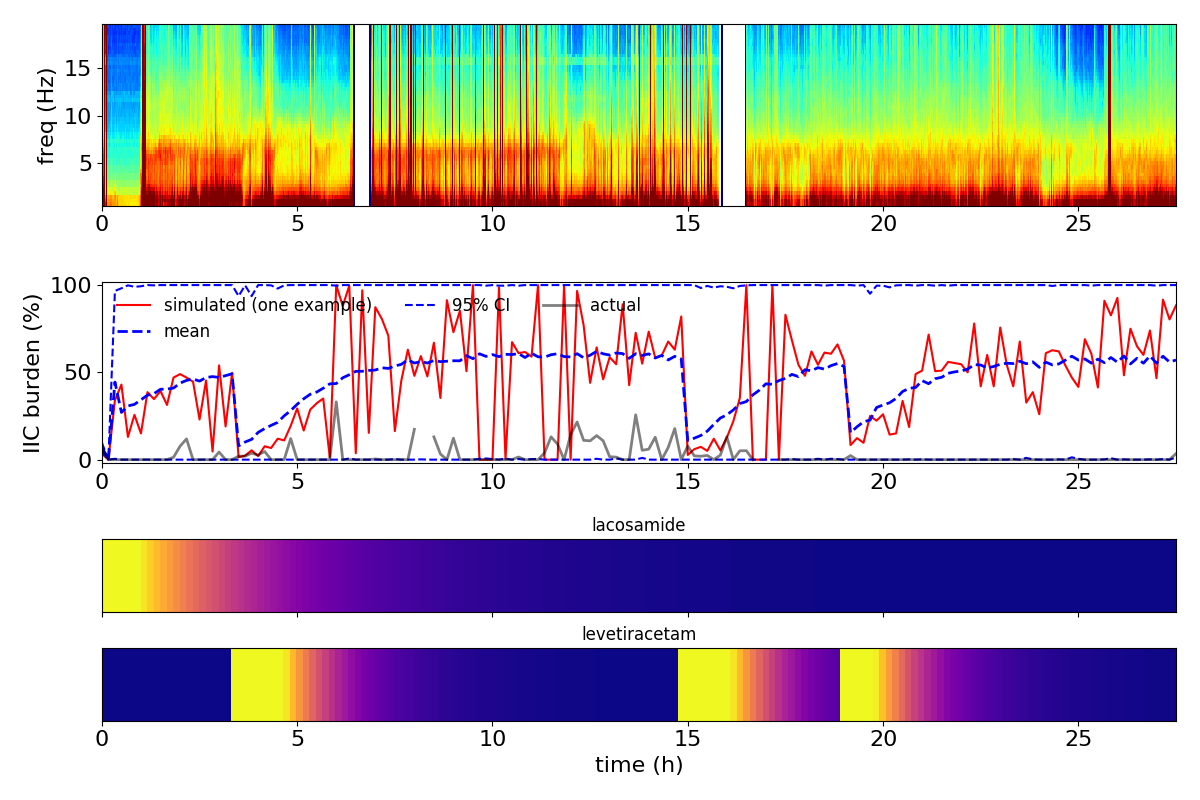 freq (Hz)
15
10
5
0 5 10 15 20 25
IIC burden (%)
100
50
0
simulated (one example) 95% CI actual
mean
0 5 10 15 20 25
lacosamide
levetiracetam
0 5 10 15 20 25
time (h)